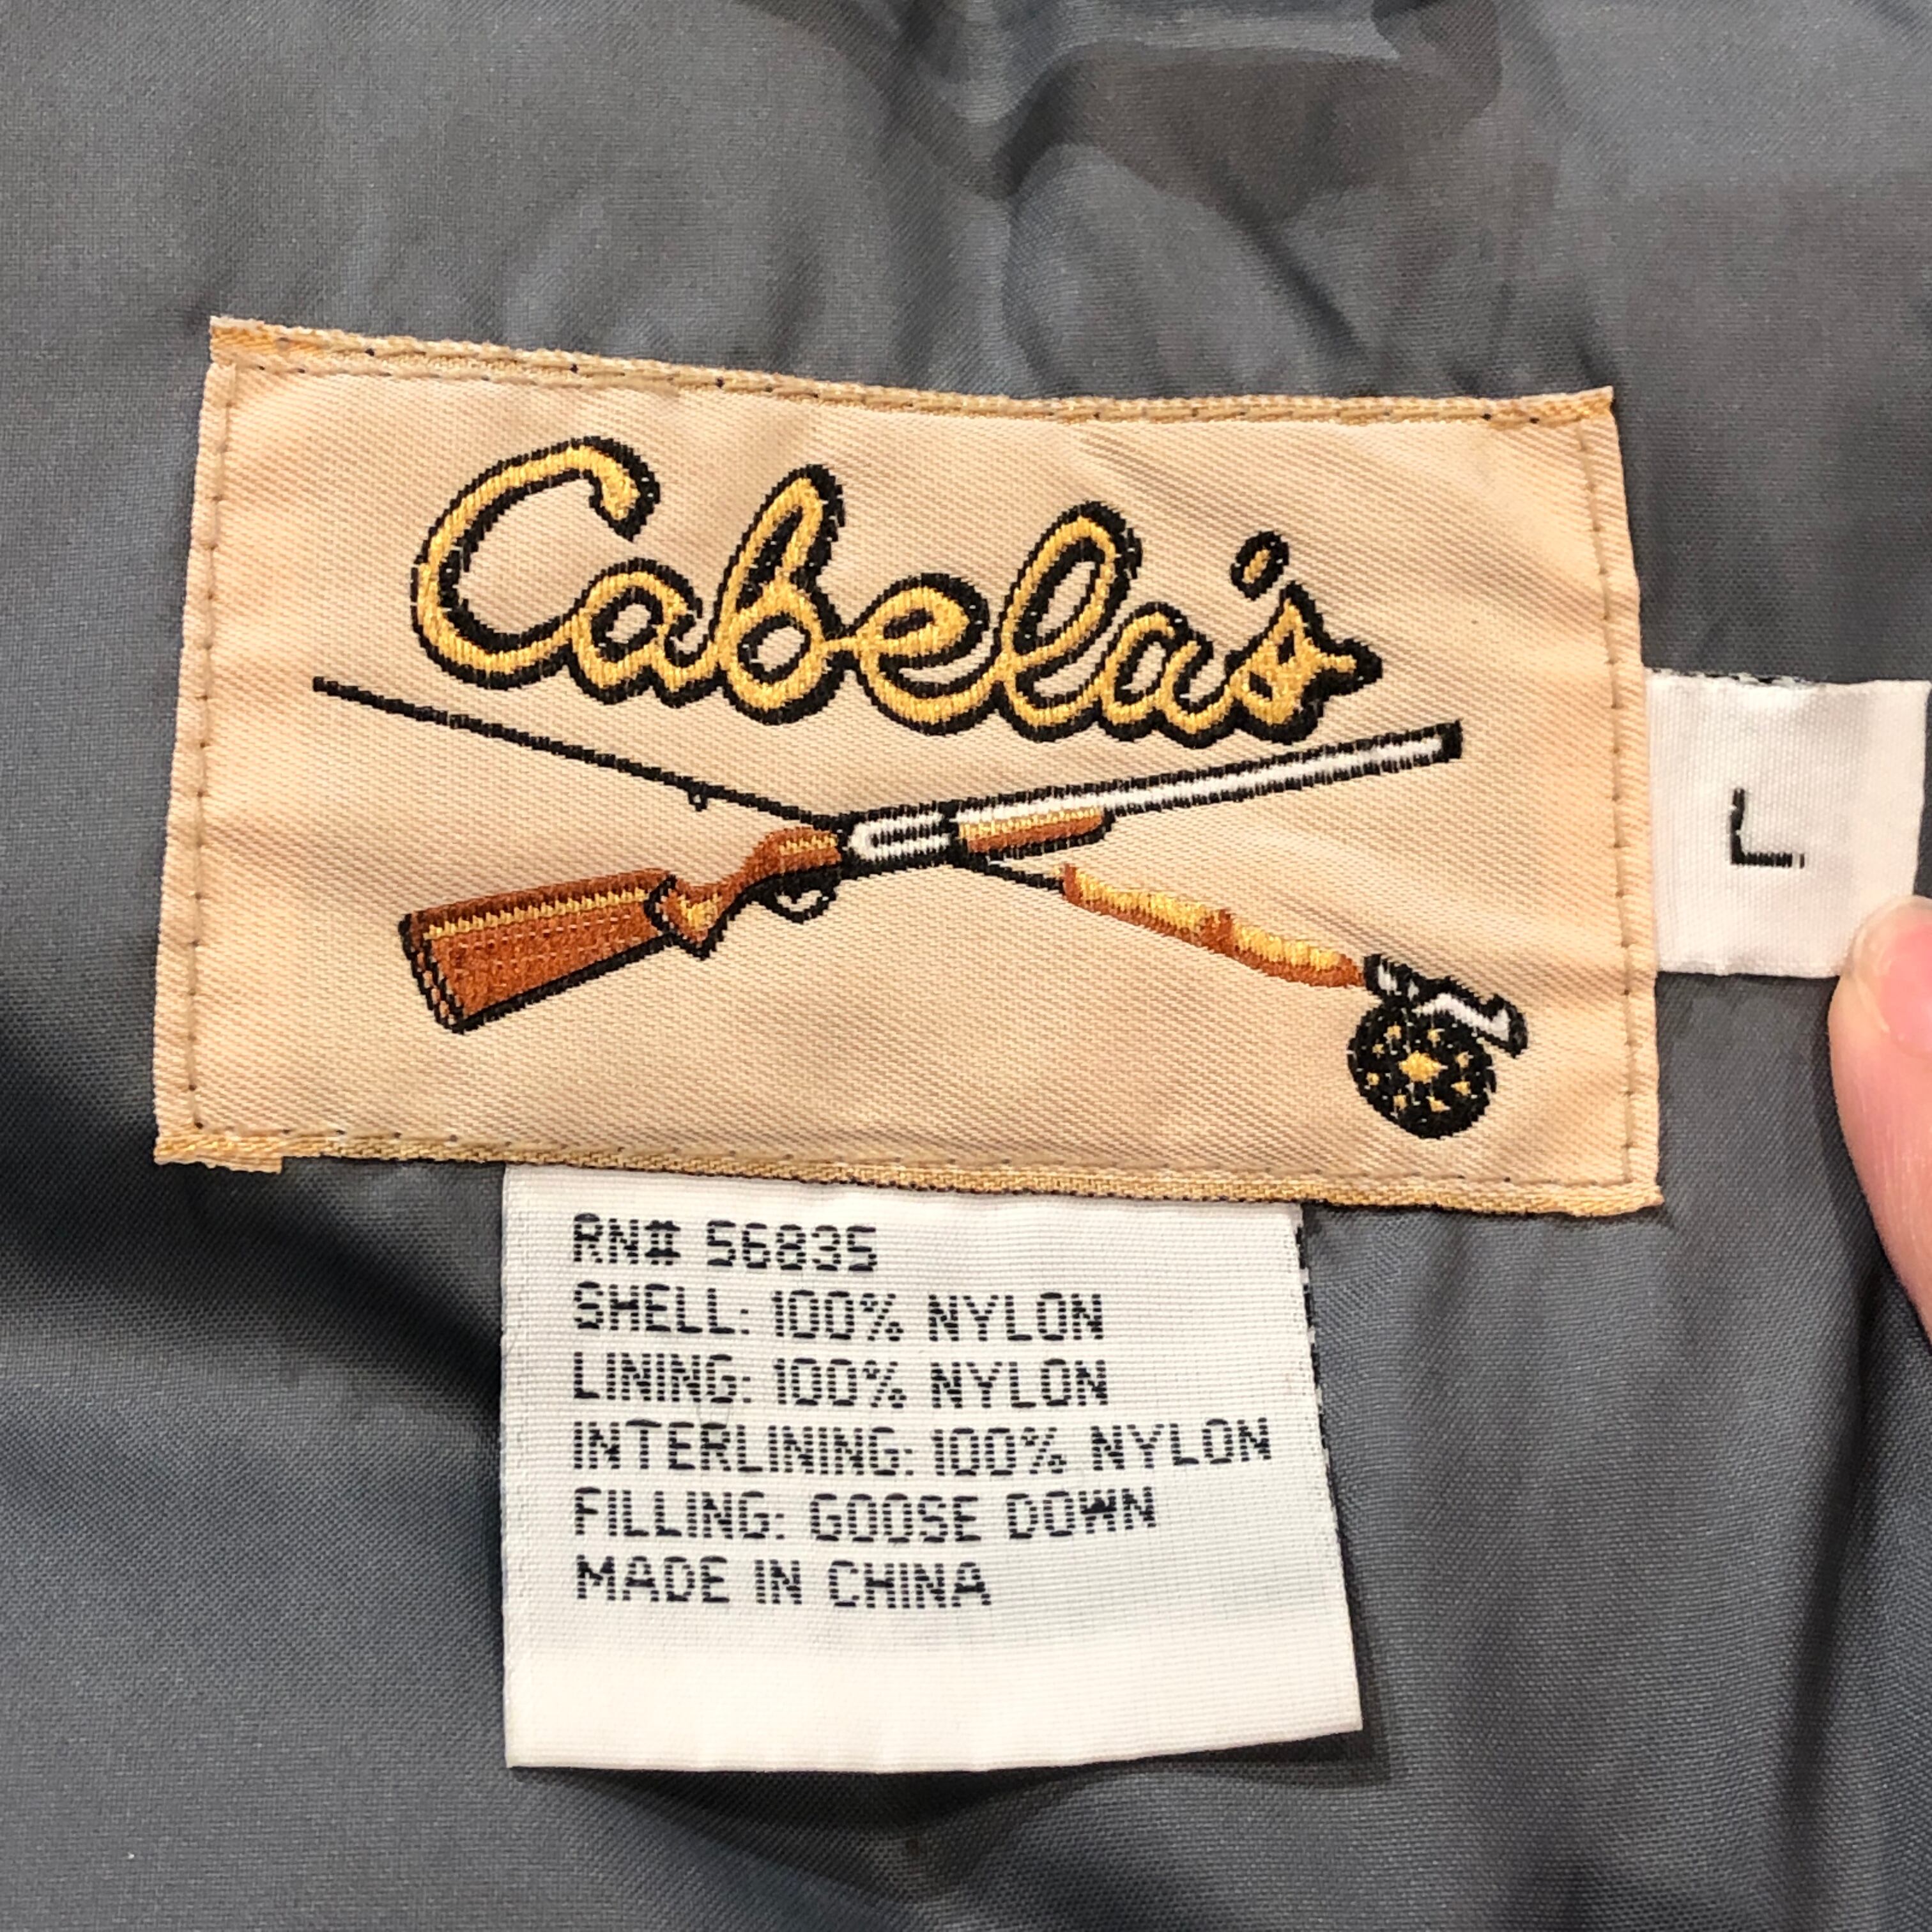 Cabela's
L
RN# 56835
SHELL: 100% NYLON
LINING: 100% NYLON
INTERLINING: 100% NYLON
FILLING: GOOSE DOWN
MADE IN CHINA